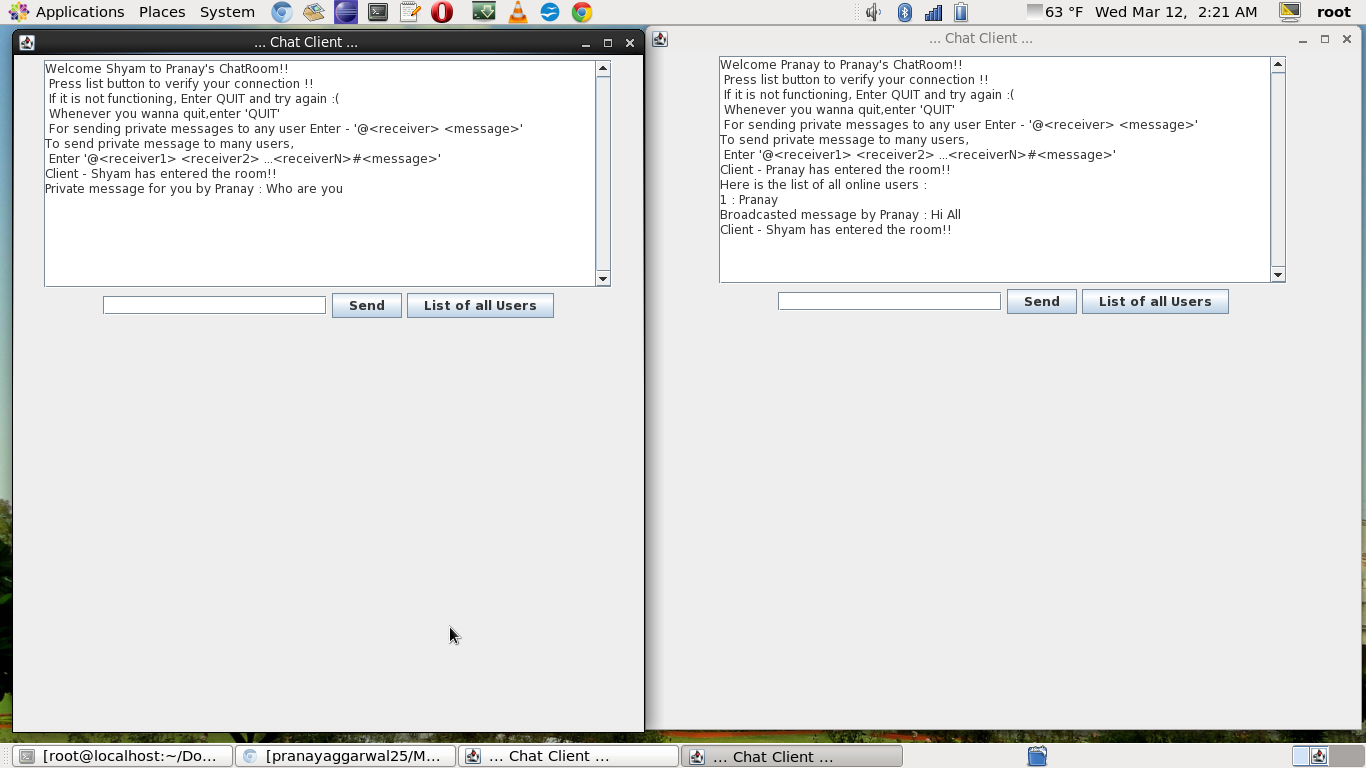 Applications Places System
63 °F Wed Mar 12, 2:21 AM root
... Chat Client ...
Welcome Shyam to Pranay's ChatRoom!!
Press list button to verify your connection !!
If it is not functioning, Enter QUIT and try again :(
Whenever you wanna quit,enter 'QUIT'
For sending private messages to any user Enter - '@<receiver> <message>'
To send private message to many users,
Enter '@<receiver1> <receiver2> ...<receiverN>#<message>'
Client - Shyam has entered the room!!
Private message for you by Pranay : Who are you
Send List of all Users
... Chat Client ...
Welcome Pranay to Pranay's ChatRoom!!
Press list button to verify your connection !!
If it is not functioning, Enter QUIT and try again :(
Whenever you wanna quit,enter 'QUIT'
For sending private messages to any user Enter - '@<receiver> <message>'
To send private message to many users,
Enter '@<receiver1> <receiver2> ...<receiverN>#<message>'
Client - Pranay has entered the room!!
Here is the list of all online users :
1 : Pranay
Broadcasted message by Pranay : Hi All
Client - Shyam has entered the room!!
Send List of all Users
[root@localhost:~/Do... [pranayaggarwal25/M... ... Chat Client ... ... Chat Client ...